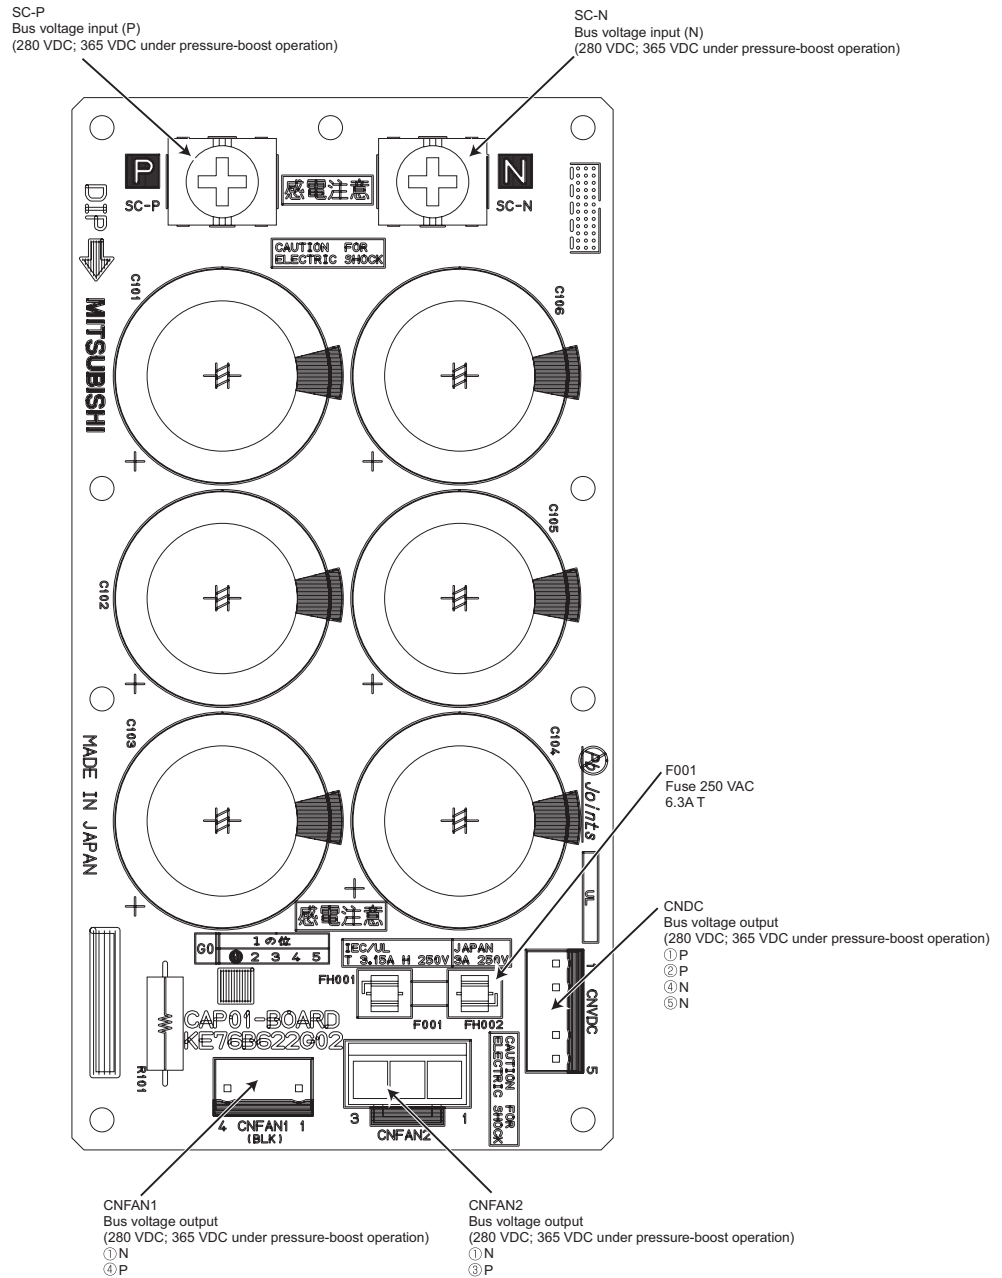 SC-P
Bus voltage input (P)
(280 VDC; 365 VDC under pressure-boost operation)
SC-N
Bus voltage input (N)
(280 VDC; 365 VDC under pressure-boost operation)
P
SC-P
感電注意
N
SC-N
DIP
CAUTION FOR
ELECTRIC SHOCK
MITSUBISHI
C101
C106
C102
C105
C103
C104
MADE IN JAPAN
Pb Joints
UL
F001
Fuse 250 VAC
6.3A T
感電注意
G0
1の位
0 2 3 4 5
IEC/UL
T 3.15A H 250V
JAPAN
3A 250V
FH001
F001
FH002
CNDC
Bus voltage output
(280 VDC; 365 VDC under pressure-boost operation)
①P
②P
④N
⑤N
1
CNVDC
5
CAP01-BOARD
KE76B622G02
R101
CAUTION FOR
ELECTRIC SHOCK
4 CNFAN1 1
(BLK)
3
1
CNFAN2
CNFAN1
Bus voltage output
(280 VDC; 365 VDC under pressure-boost operation)
①N
④P
CNFAN2
Bus voltage output
(280 VDC; 365 VDC under pressure-boost operation)
①N
③P